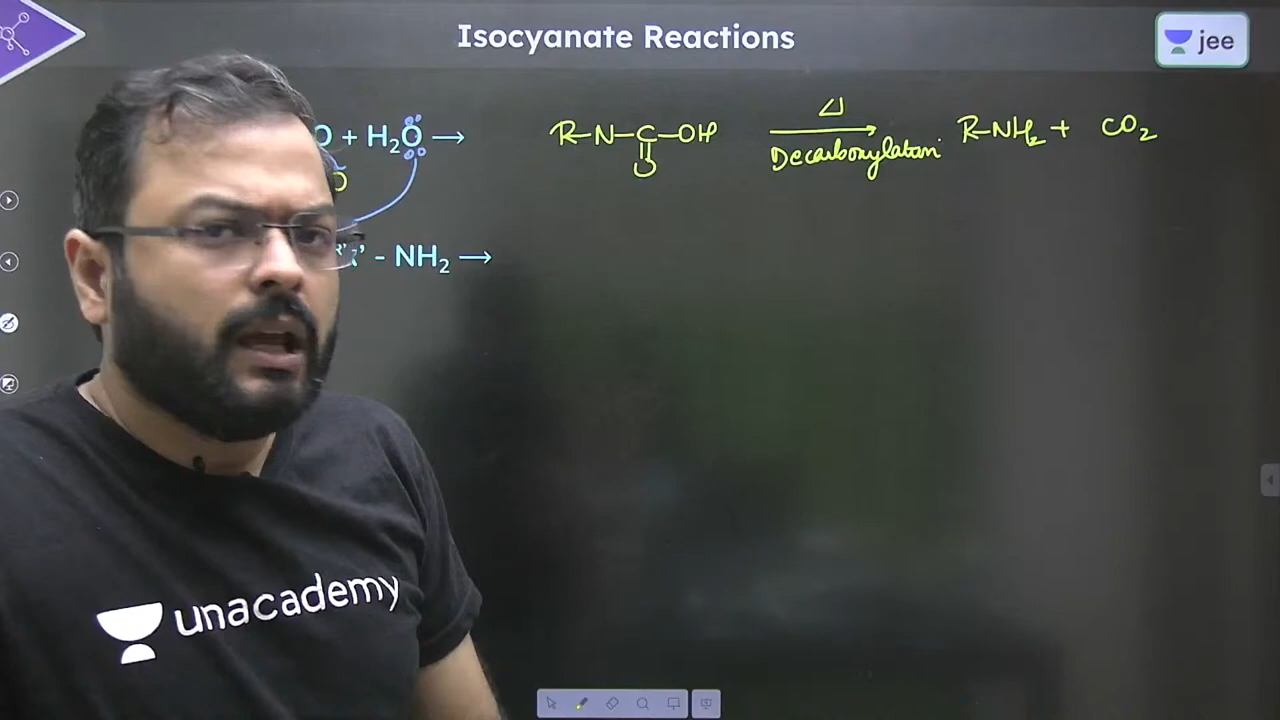 Isocyanate Reactions
jee
O + H₂O →
R–N–C–OH
O
Δ
Decarboxylation
R–NH₂ + CO₂
O
R'
' - NH₂ →
unacademy